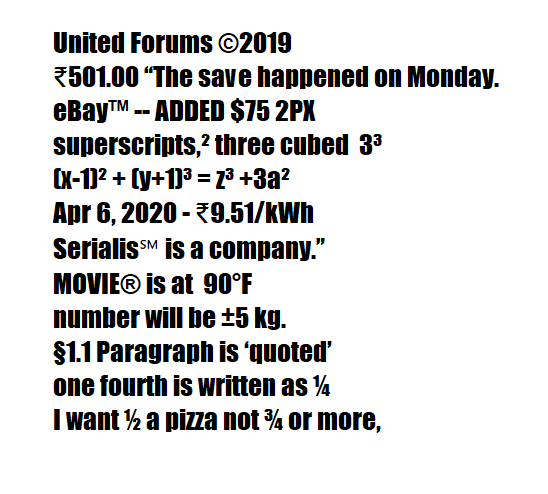 United Forums ©2019
₹501.00 “The save happened on Monday.
eBay™ -- ADDED $75 2PX
superscripts,² three cubed  3³
(x-1)² + (y+1)³ = z³ +3a²
Apr 6, 2020 - ₹9.51/kWh
Serialis℠ is a company.”
MOVIE® is at  90°F
number will be ±5 kg.
§1.1 Paragraph is ‘quoted’
one fourth is written as ¼
I want ½ a pizza not ¾ or more,